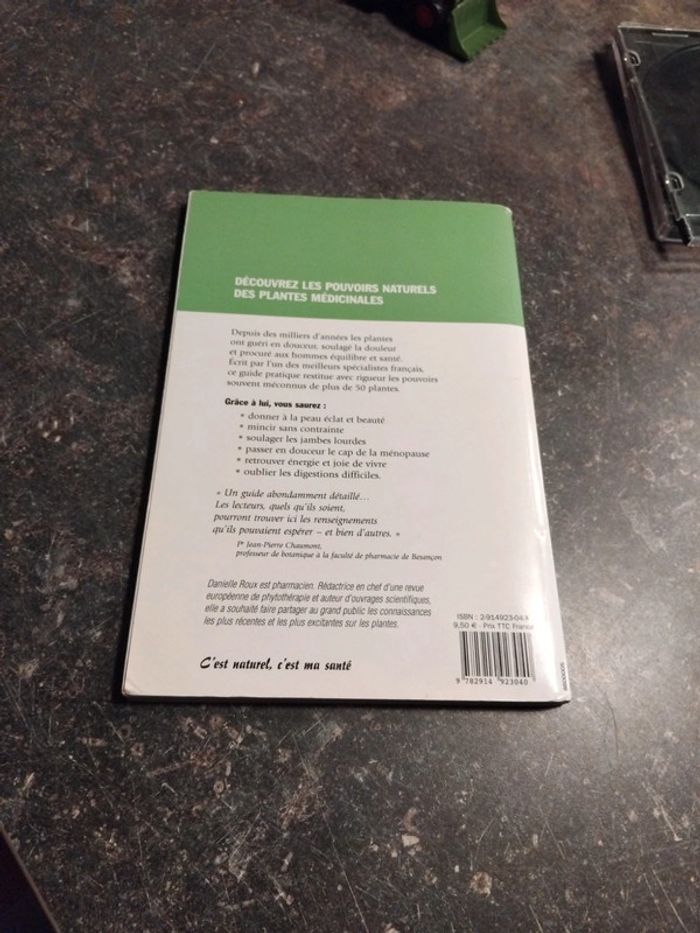 DÉCOUVREZ LES POUVOIRS NATURELS
DES PLANTES MÉDICINALES
Depuis des milliers d'années les plantes
ont guéri en douceur, soulagé la douleur
et procuré aux hommes équilibre et santé.
Écrit par l'un des meilleurs spécialistes français,
ce guide pratique restitue avec rigueur les pouvoirs
souvent méconnus de plus de 50 plantes.
Grâce à lui, vous saurez :
* donner à la peau éclat et beauté
* mincir sans contrainte
* soulager les jambes lourdes
* passer en douceur le cap de la ménopause
* retrouver énergie et joie de vivre
* oublier les digestions difficiles.
« Un guide abondamment détaillé...
Les lecteurs, quels qu'ils soient,
pourront trouver ici les renseignements
qu'ils pouvaient espérer – et bien d'autres. »
Pr Jean-Pierre Chaumont,
professeur de botanique à la faculté de pharmacie de Besançon
Danielle Roux est pharmacien. Rédactrice en chef d'une revue
européenne de phytothérapie et auteur d'ouvrages scientifiques,
elle a souhaité faire partager au grand public les connaissances
les plus récentes et les plus excitantes sur les plantes.
ISBN : 2-914923-04-X
9,50 € - Prix TTC France
C'est naturel, c'est ma santé
9 782914 923040